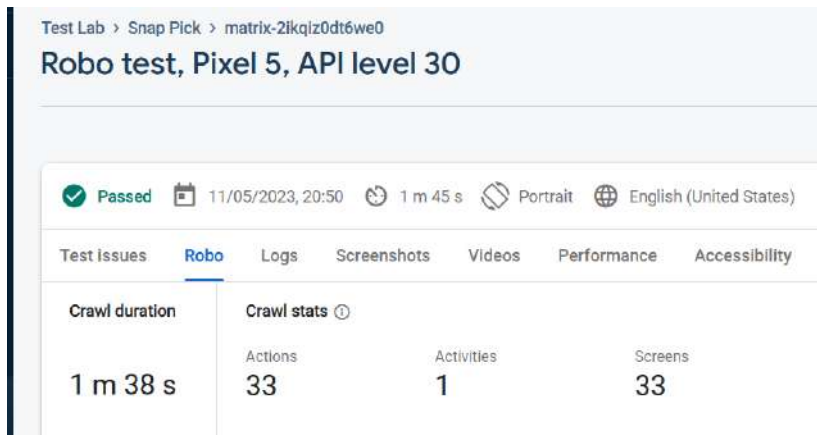 Test Lab > Snap Pick > matrix-2ikqiz0dt6we0
Robo test, Pixel 5, API level 30
Passed 11/05/2023, 20:50 1 m 45 s Portrait English (United States)
Test issues Robo Logs Screenshots Videos Performance Accessibility
Crawl duration Crawl stats
Actions Activities Screens
1 m 38 s 33 1 33